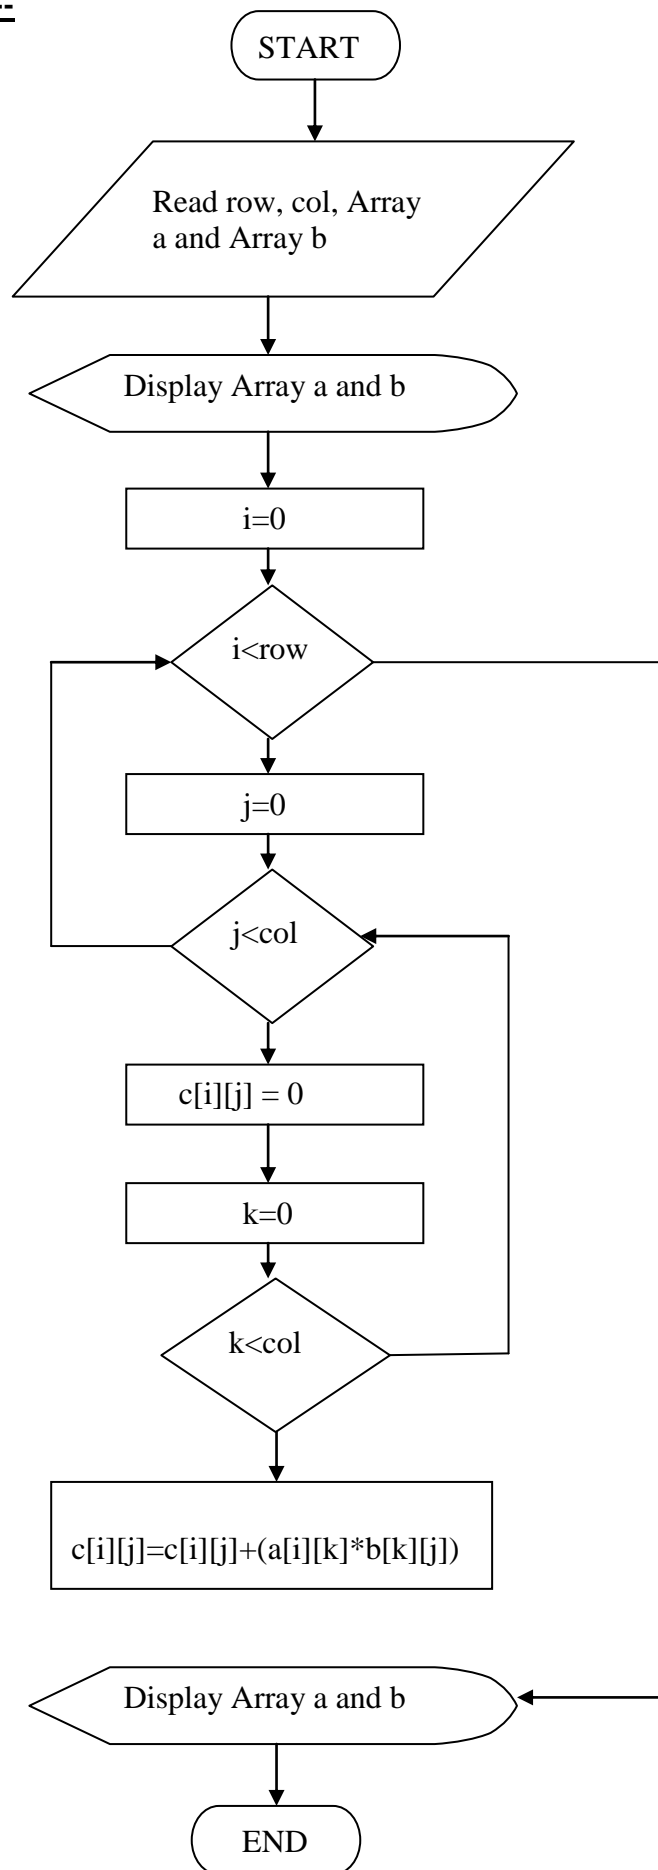 START
Read row, col, Array
a and Array b
Display Array a and b
i=0
i<row
j=0
j<col
c[i][j] = 0
k=0
k<col
c[i][j]=c[i][j]+(a[i][k]*b[k][j])
Display Array a and b
END